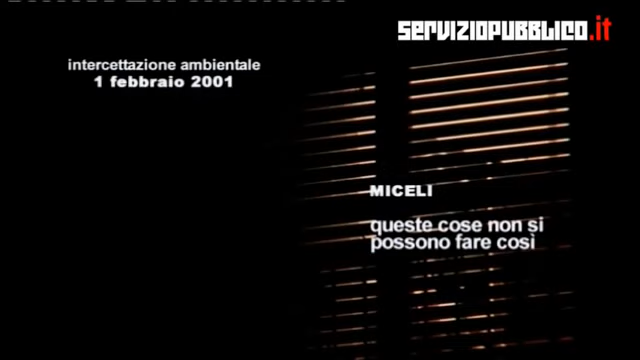 SERVIZIOPUBBLICO.it
intercettazione ambientale
1 febbraio 2001
MICELI
queste cose non si
possono fare così